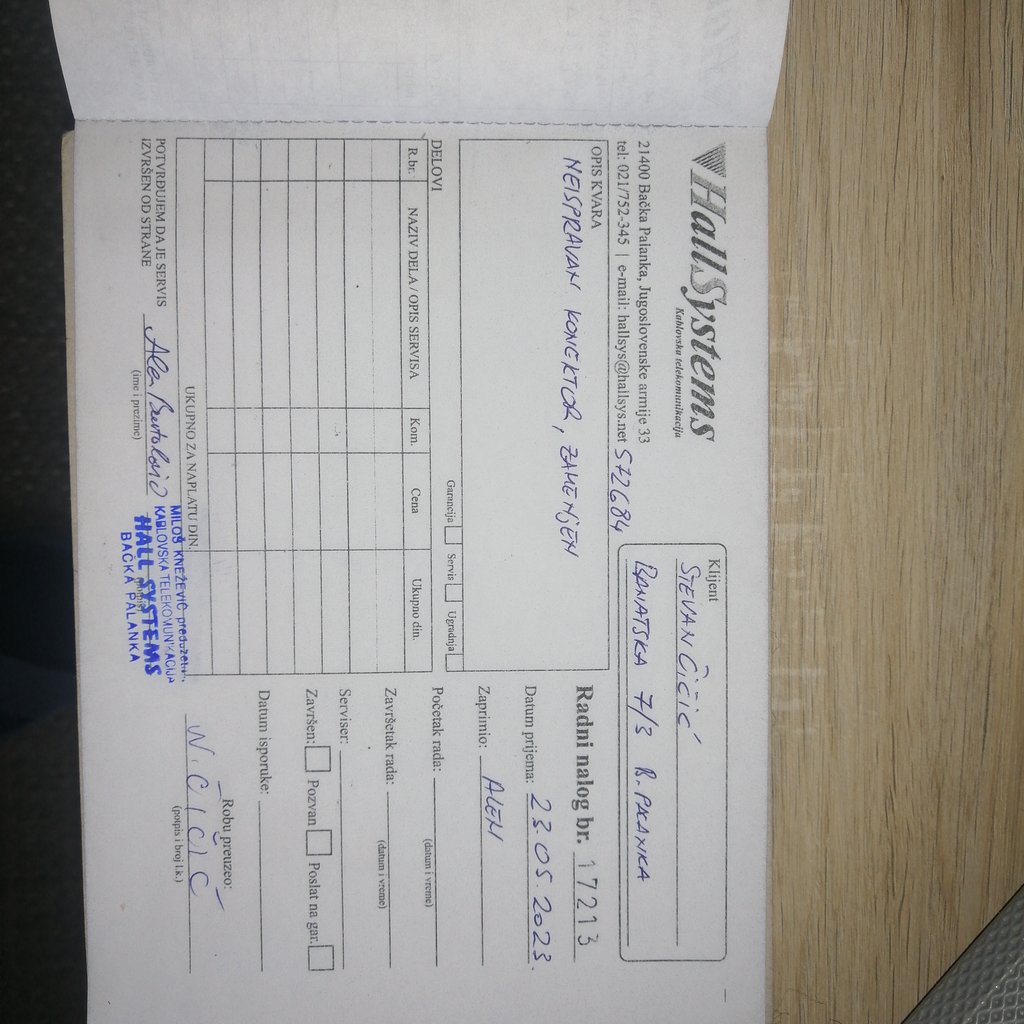 HallSystems
Kablovska telekomunikacija
21400 Bačka Palanka, Jugoslovenske armije 33
tel: 021/752-345 | e-mail: hallsys@hallsys.net 572684
Klijent
STEVAN ČIČIĆ
BANATSKA 7/3 B. PALANKA
OPIS KVARA
NEISPRAVAN KONEKTOR, ZAMENJEN
Garancija Servis Ugradnja
Radni nalog br. 17213
Datum prijema: 23.05.2023.
Zaprimio: ALEN
Početak rada:
(datum i vreme)
Završetak rada:
(datum i vreme)
Serviser:
Završen: Pozvan Poslat na gar.
Datum isporuke:
DELOVI
R.br. NAZIV DELA / OPIS SERVISA Kom. Cena Ukupno din.
UKUPNO ZA NAPLATU DIN.
POTVRĐUJEM DA JE SERVIS
IZVRŠEN OD STRANE
(ime i prezime)
MILOŠ KNEŽEVIĆ preduzetnik
KABLOVSKA TELEKOMUNIKACIJA
HALL SYSTEMS
BAČKA PALANKA
Robu preuzeo:
(potpis i broj l.k.)